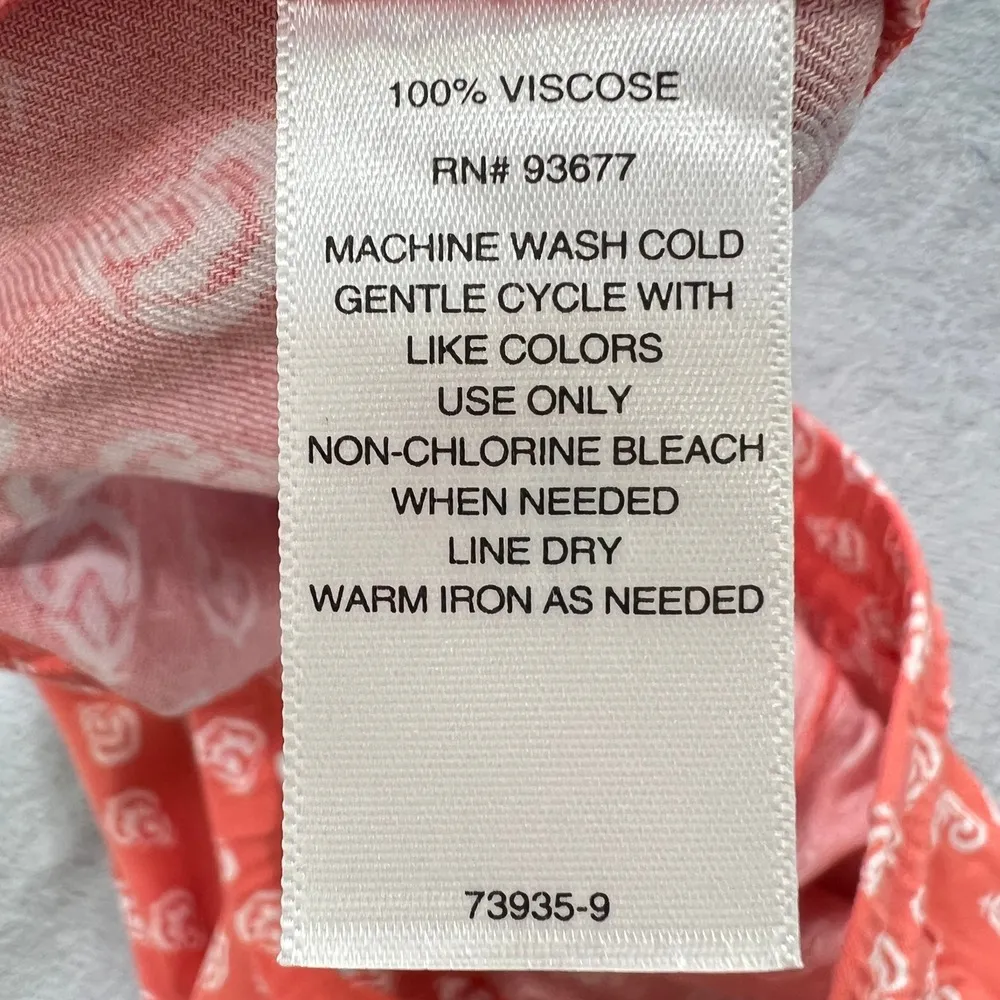 100% VISCOSE
RN# 93677
MACHINE WASH COLD
GENTLE CYCLE WITH
LIKE COLORS
USE ONLY
NON-CHLORINE BLEACH
WHEN NEEDED
LINE DRY
WARM IRON AS NEEDED
73935-9